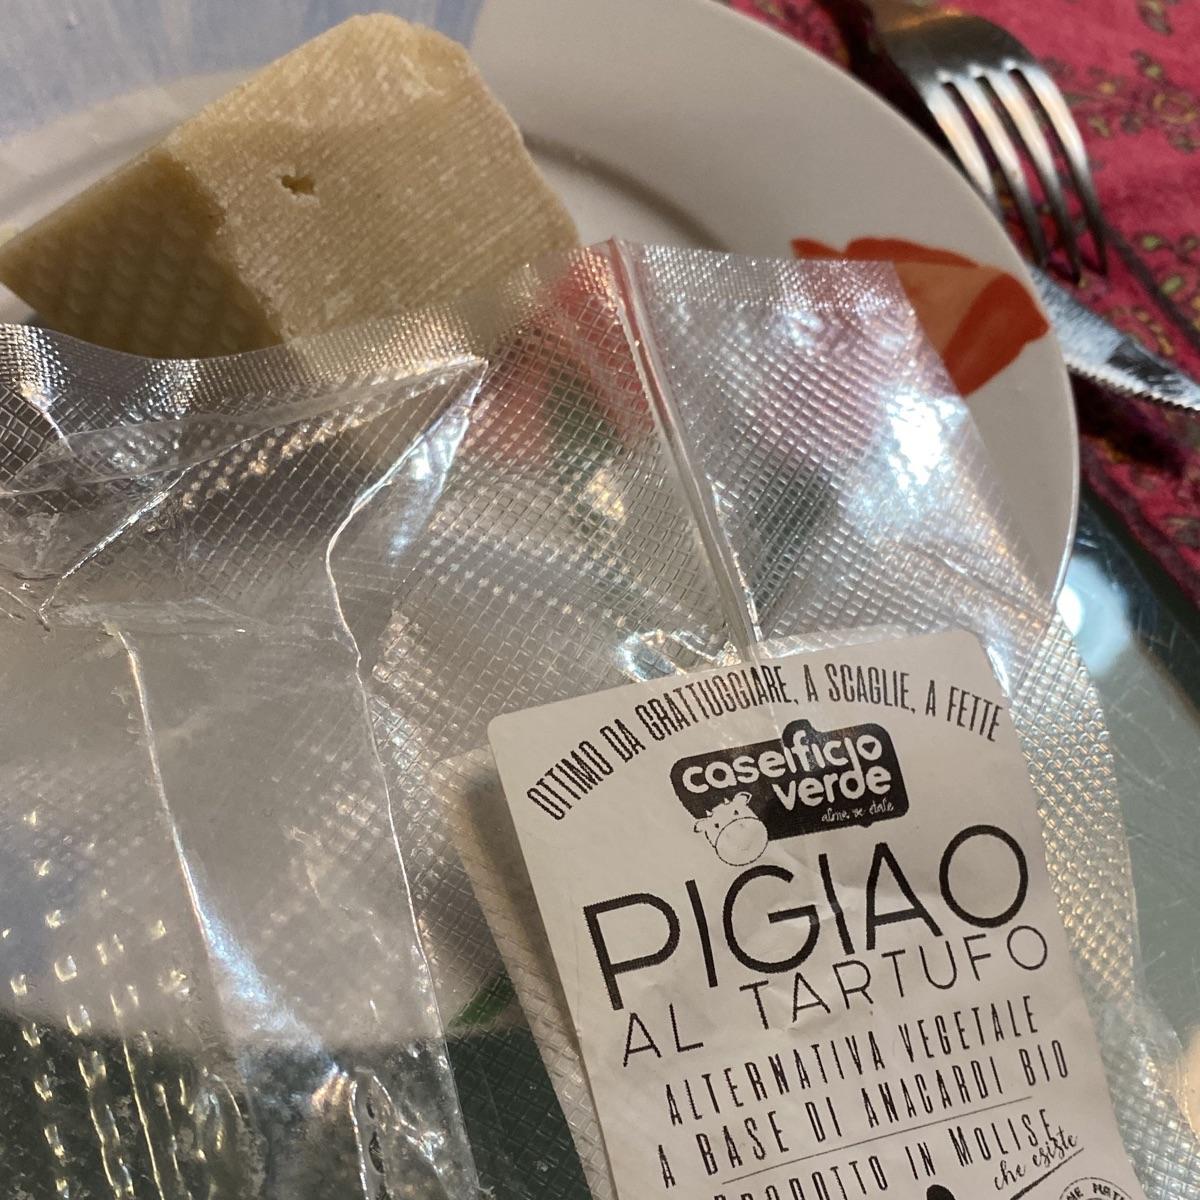 OTTIMO DA GRATTUGGIARE, A SCAGLIE, A FETTE
caseificio
verde
PIGIAO
AL TARTUFO
ALTERNATIVA VEGETALE
A BASE DI ANACARDI BIO
PRODOTTO IN MOLISE
che esiste